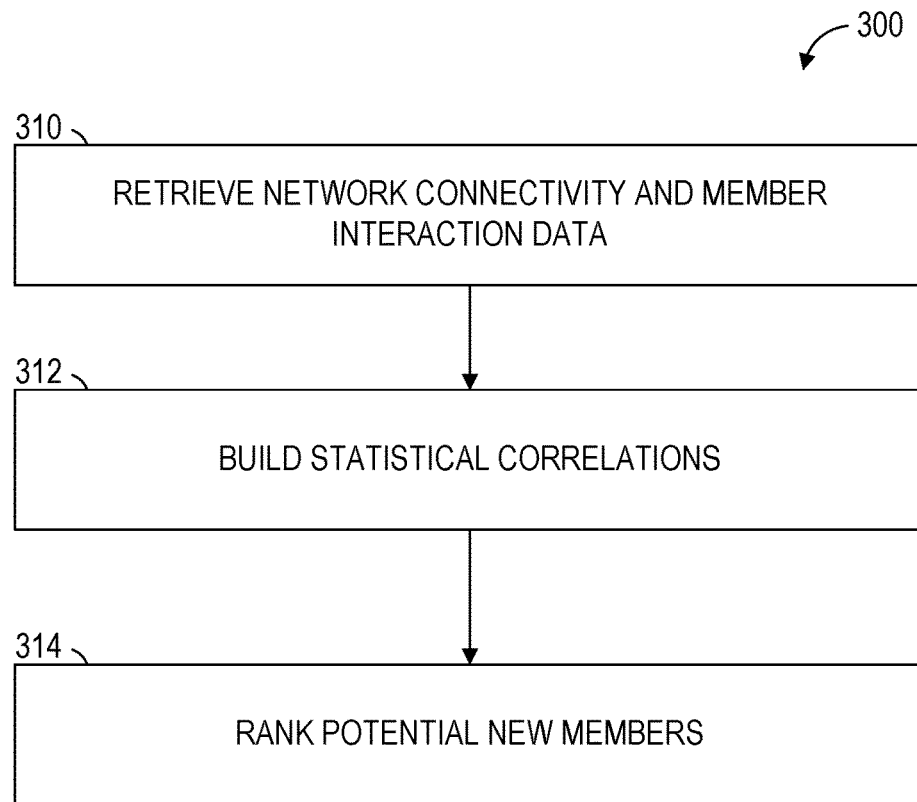 300
310
RETRIEVE NETWORK CONNECTIVITY AND MEMBER
INTERACTION DATA
312
BUILD STATISTICAL CORRELATIONS
314
RANK POTENTIAL NEW MEMBERS